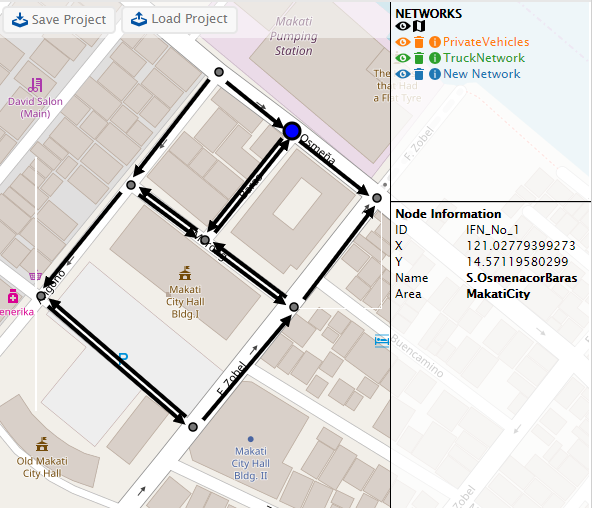 Save Project
Load Project
Makati
Pumping
Station
David Salon
(Main)
Osmeña
Makati
City Hall
Bldg.I
enerika
P
F. Zobel
Makati
City Hall
Bldg. II
Old Makati
City Hall
NETWORKS
PrivateVehicles
TruckNetwork
New Network
The
that Had
a Flat Tyre
F. Zobel
Node Information
ID IFN_No_1
X 121.02779399273
Y 14.57119580299
Name S.OsmenacorBaras
Area MakatiCity
Buencamino
Zobel